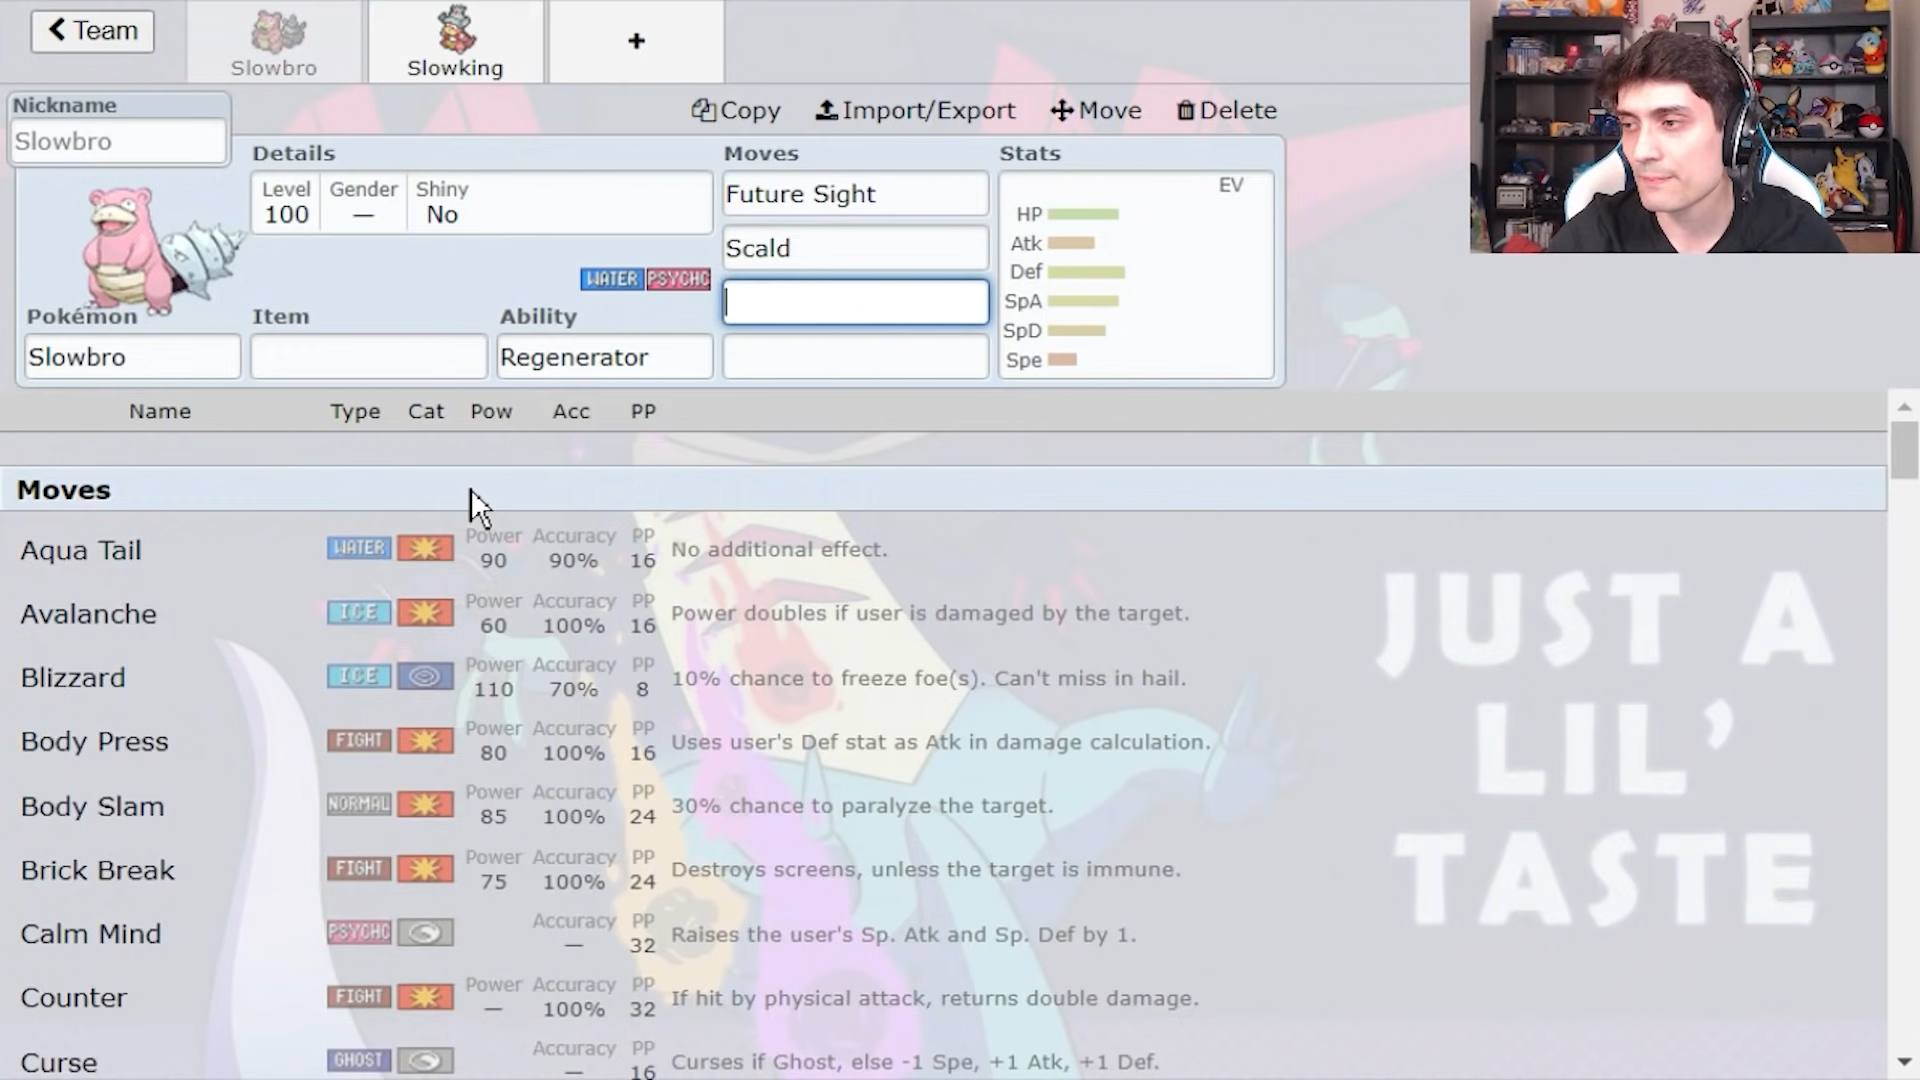 Team
Slowbro
Slowking
+
Nickname
Slowbro
Copy
Import/Export
Move
Delete
Details
Level
100
Gender
—
Shiny
No
WATER
PSYCHC
Pokémon
Slowbro
Item
Ability
Regenerator
Moves
Future Sight
Scald
Stats
EV
HP
Atk
Def
SpA
SpD
Spe
Name Type Cat Pow Acc PP
Moves
Aqua Tail WATER Power 90 Accuracy 90% PP 16 No additional effect.
Avalanche ICE Power 60 Accuracy 100% PP 16 Power doubles if user is damaged by the target.
Blizzard ICE Power 110 Accuracy 70% PP 8 10% chance to freeze foe(s). Can't miss in hail.
Body Press FIGHT Power 80 Accuracy 100% PP 16 Uses user's Def stat as Atk in damage calculation.
Body Slam NORMAL Power 85 Accuracy 100% PP 24 30% chance to paralyze the target.
Brick Break FIGHT Power 75 Accuracy 100% PP 24 Destroys screens, unless the target is immune.
Calm Mind PSYCHC Accuracy — PP 32 Raises the user's Sp. Atk and Sp. Def by 1.
Counter FIGHT Power — Accuracy 100% PP 32 If hit by physical attack, returns double damage.
Curse GHOST Accuracy — PP 16 Curses if Ghost, else -1 Spe, +1 Atk, +1 Def.
JUST A
LIL'
TASTE